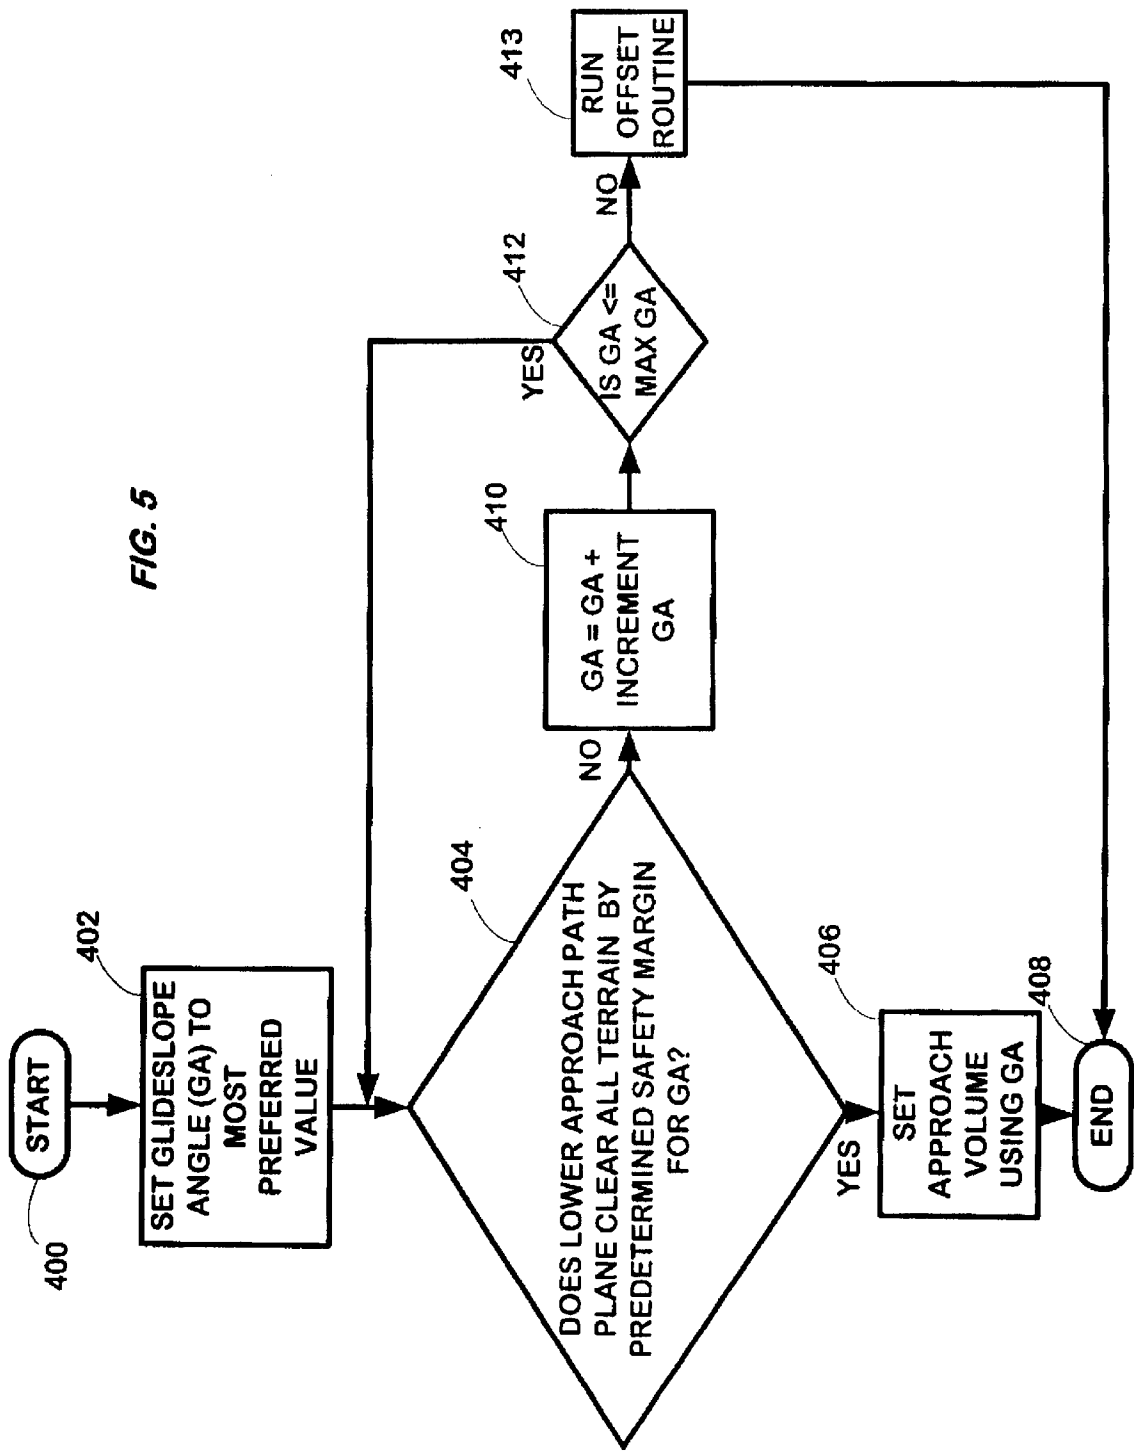 FIG. 5
START
400
SET GLIDESLOPE
ANGLE (GA) TO
MOST
PREFERRED
VALUE
402
DOES LOWER APPROACH PATH
PLANE CLEAR ALL TERRAIN BY
PREDETERMINED SAFETY MARGIN
FOR GA?
404
NO
GA = GA +
INCREMENT
GA
410
IS GA <=
MAX GA
412
YES
NO
RUN
OFFSET
ROUTINE
413
YES
SET
APPROACH
VOLUME
USING GA
406
END
408